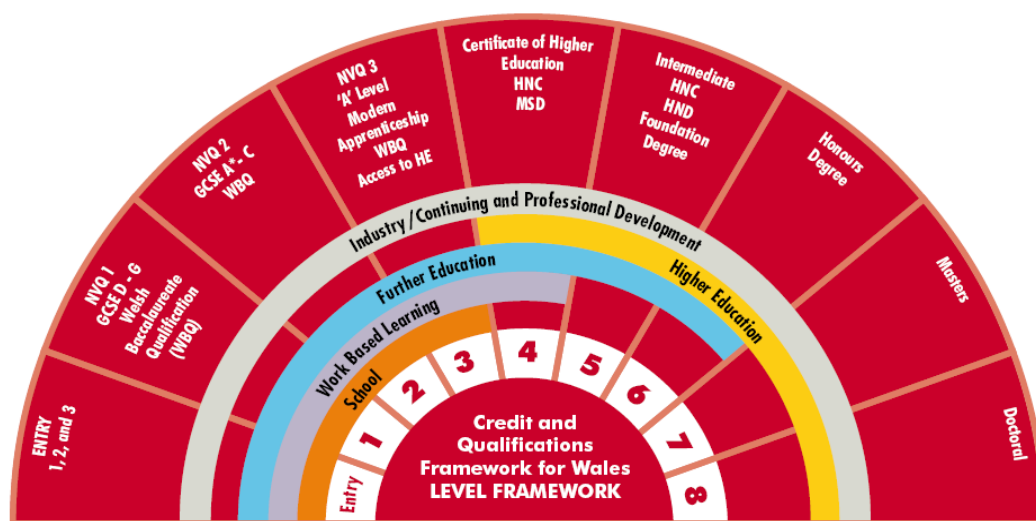 ENTRY
1, 2, and 3
NVQ 1
GCSE D - G
Welsh
Baccalaureate
Qualification
(WBQ)
NVQ 2
GCSE A*- C
WBQ
NVQ 3
‘A’ Level
Modern
Apprenticeship
WBQ
Access to HE
Certificate of Higher
Education
HNC
MSD
Intermediate
HNC
HND
Foundation
Degree
Honours
Degree
Masters
Doctoral
Industry/Continuing and Professional Development
Further Education
Higher Education
Work Based Learning
School
Entry
1
2
3
4
5
6
7
8
Credit and
Qualifications
Framework for Wales
LEVEL FRAMEWORK